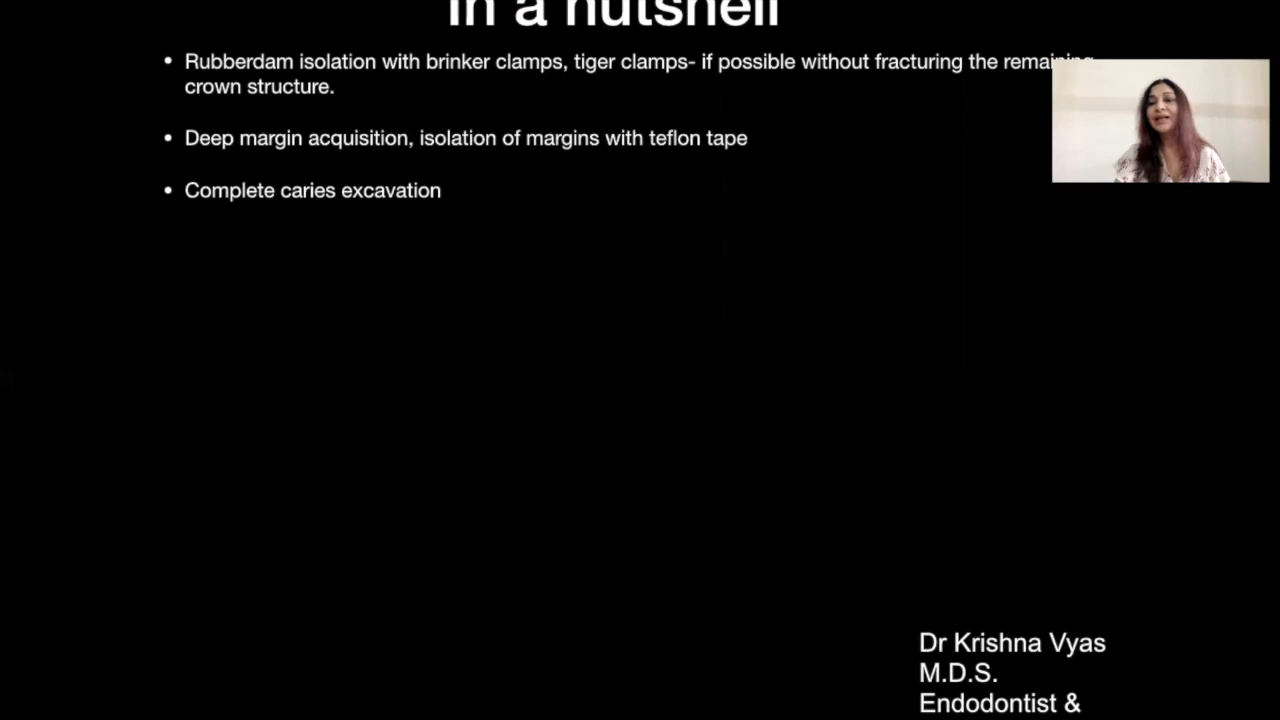 In a nutshell
• Rubberdam isolation with brinker clamps, tiger clamps- if possible without fracturing the remaining
crown structure.
• Deep margin acquisition, isolation of margins with teflon tape
• Complete caries excavation
Dr Krishna Vyas
M.D.S.
Endodontist &